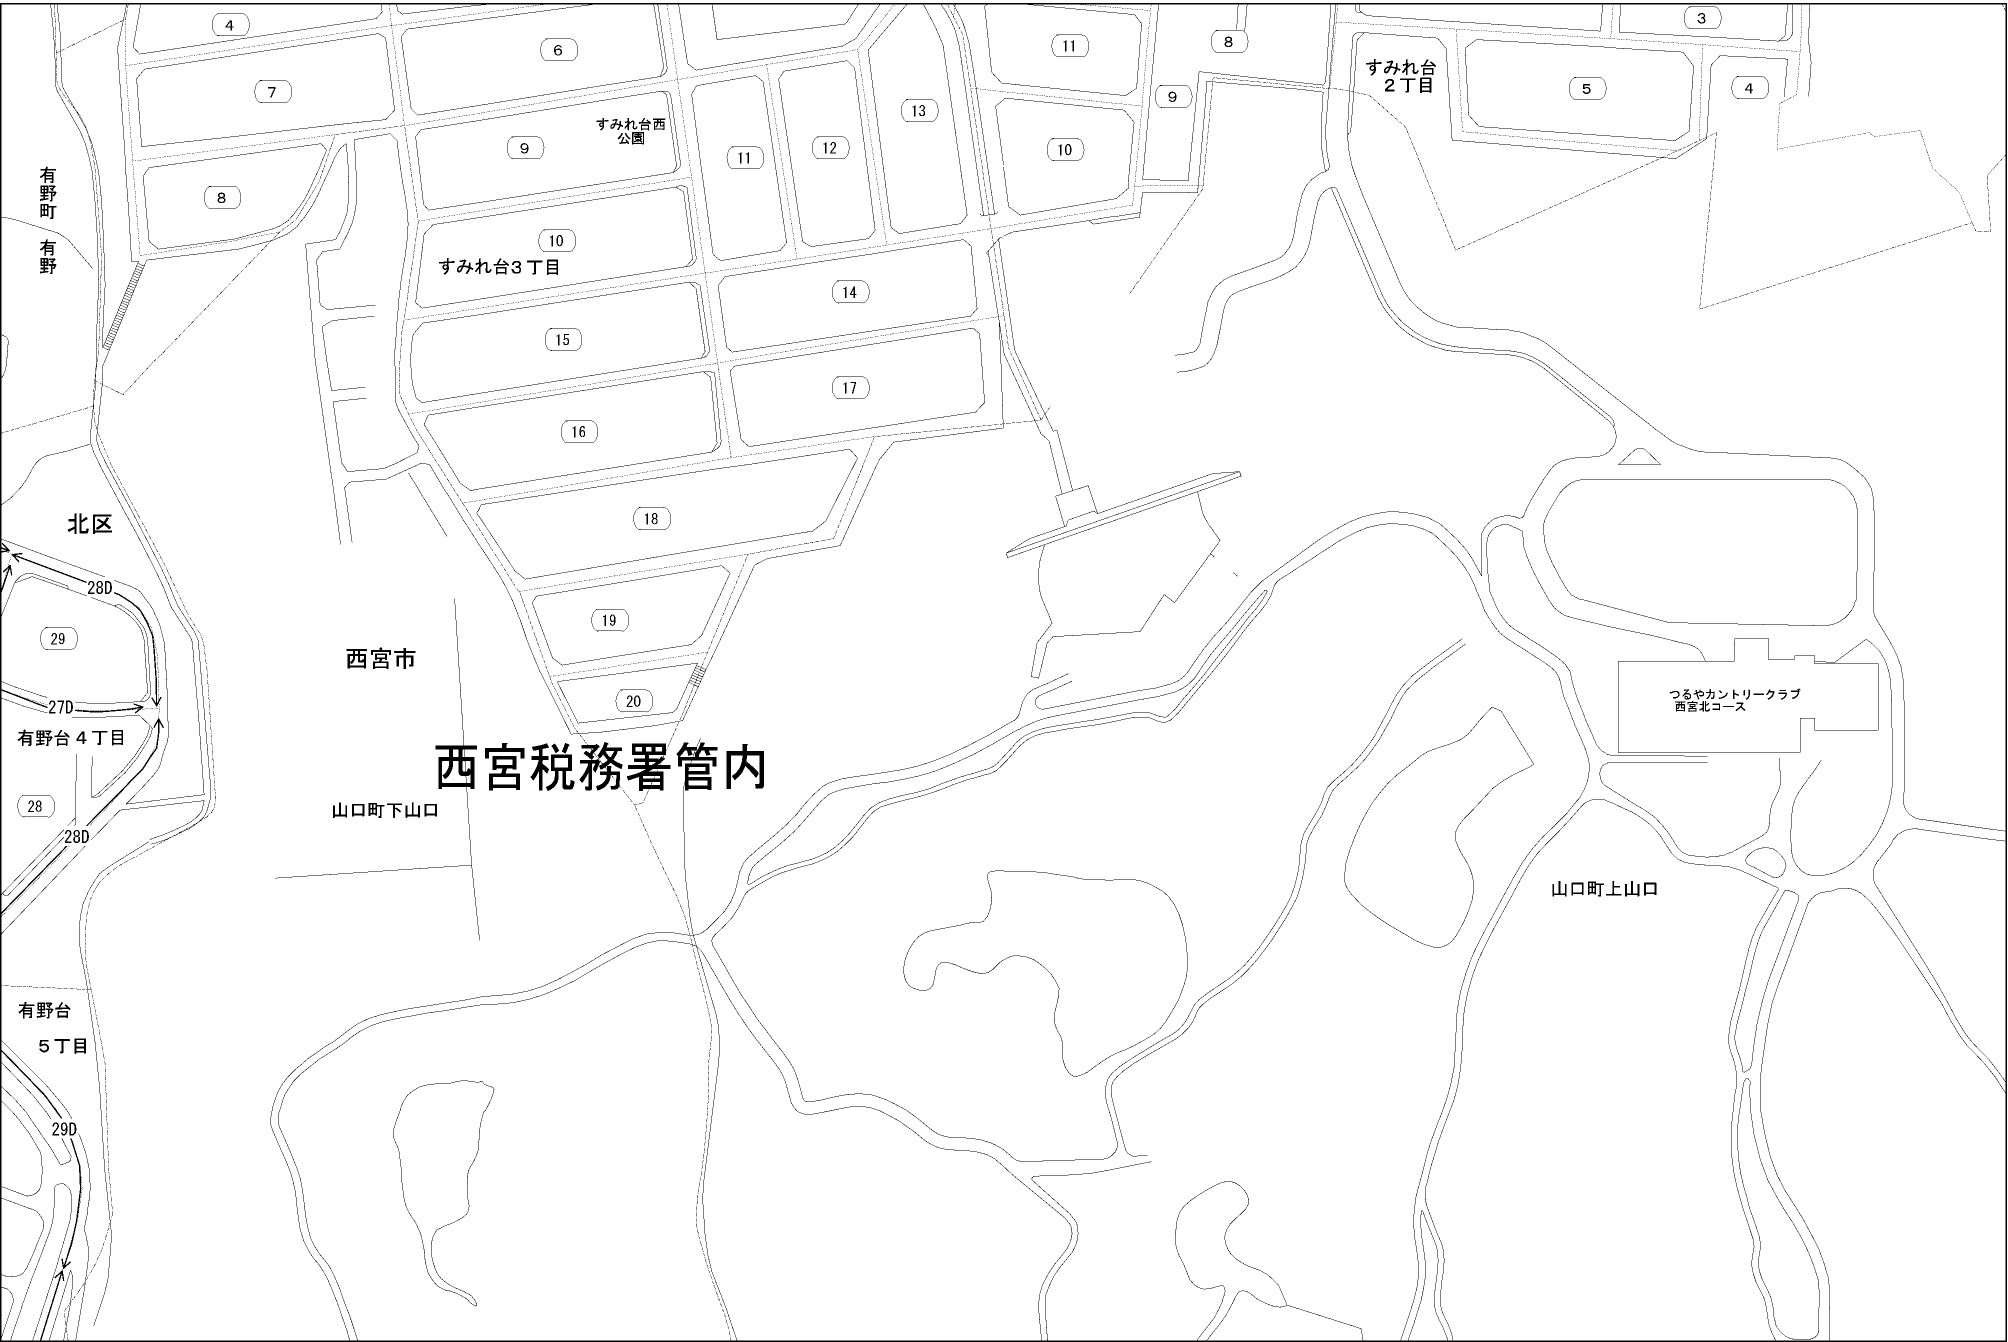 4
6
7
11
8
3
すみれ台
2丁目
5
4
9
13
すみれ台西
公園
9
11
12
10
有野町
8
有野
10
すみれ台3丁目
14
15
17
16
18
北区
28D
29
19
西宮市
20
つるやカントリークラブ
西宮北コース
27D
有野台4丁目
西宮税務署管内
28
山口町下山口
28D
山口町上山口
有野台
5丁目
29D